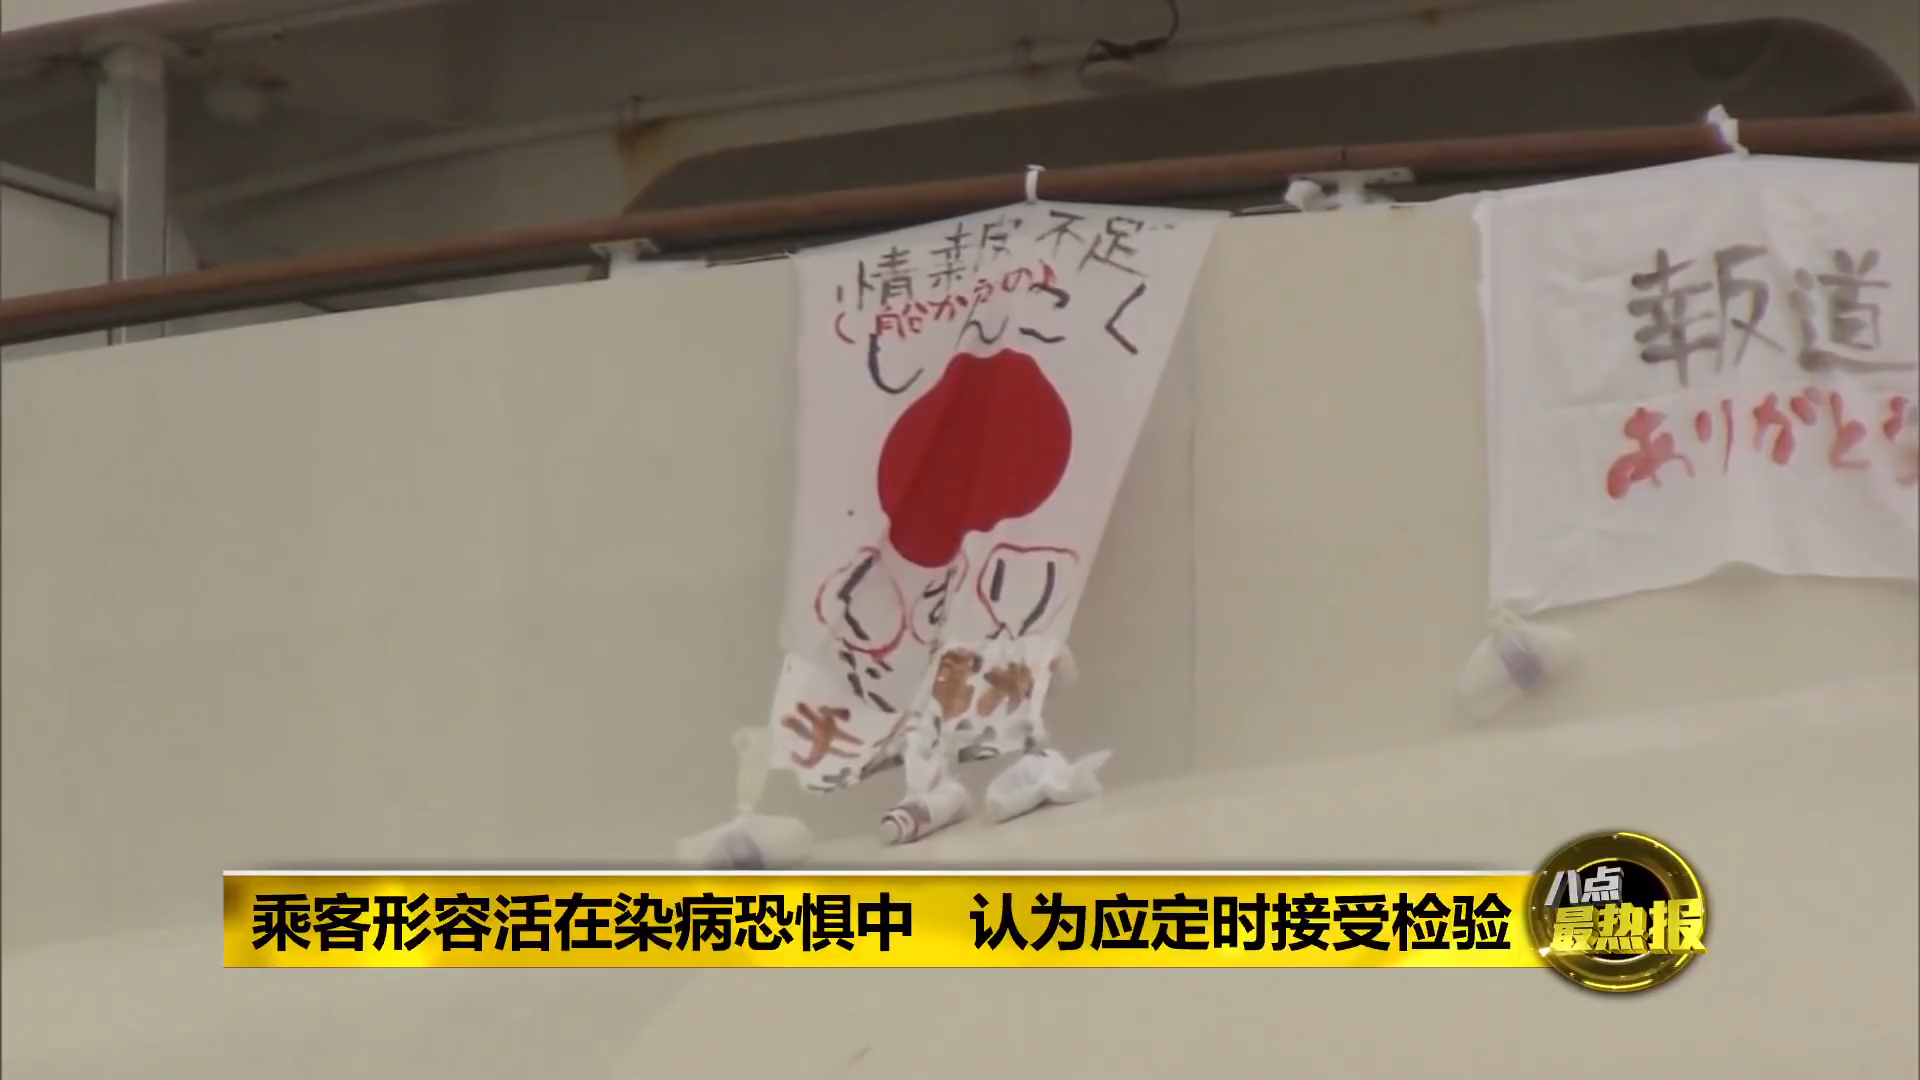 情報不足
(船からのよ
しんこく
くすり
報道
ありがとう
乘客形容活在染病恐惧中 认为应定时接受检验
八点
最热报